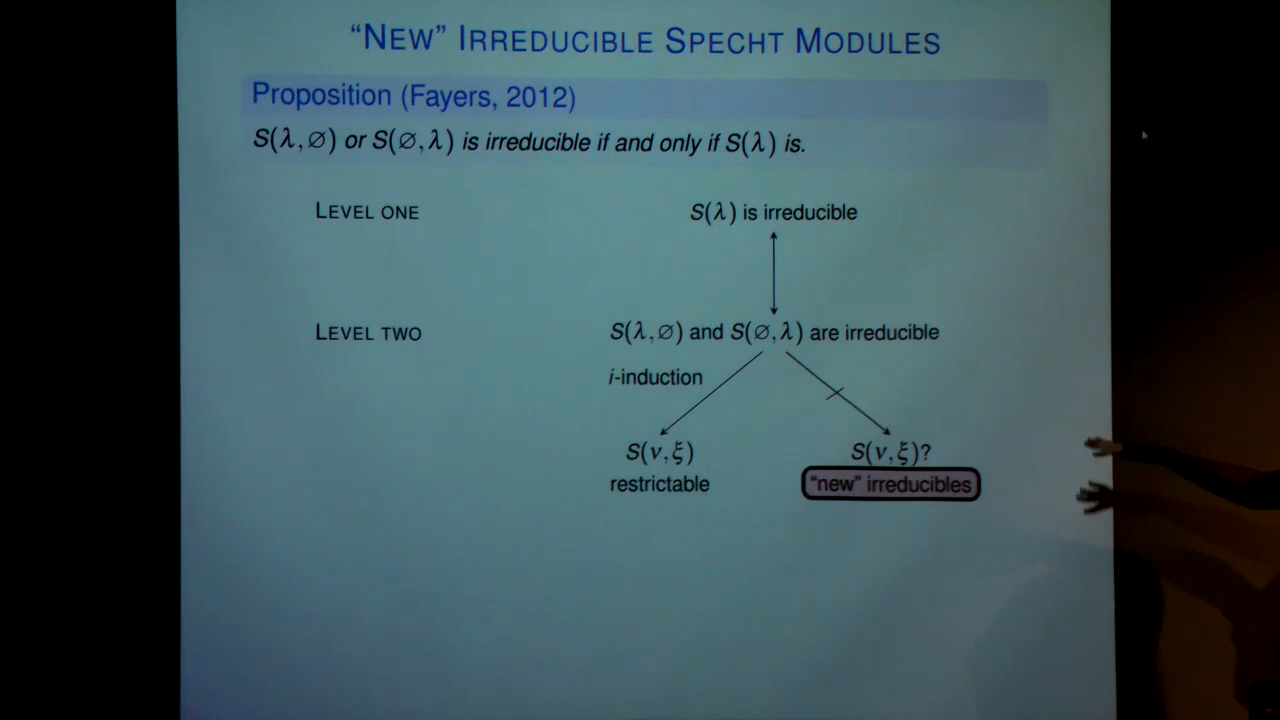 “NEW” IRREDUCIBLE SPECHT MODULES
Proposition (Fayers, 2012)
S(λ,∅) or S(∅,λ) is irreducible if and only if S(λ) is.
LEVEL ONE
S(λ) is irreducible
LEVEL TWO
S(λ,∅) and S(∅,λ) are irreducible
i-induction
S(ν,ξ)
S(ν,ξ)?
restrictable
“new” irreducibles